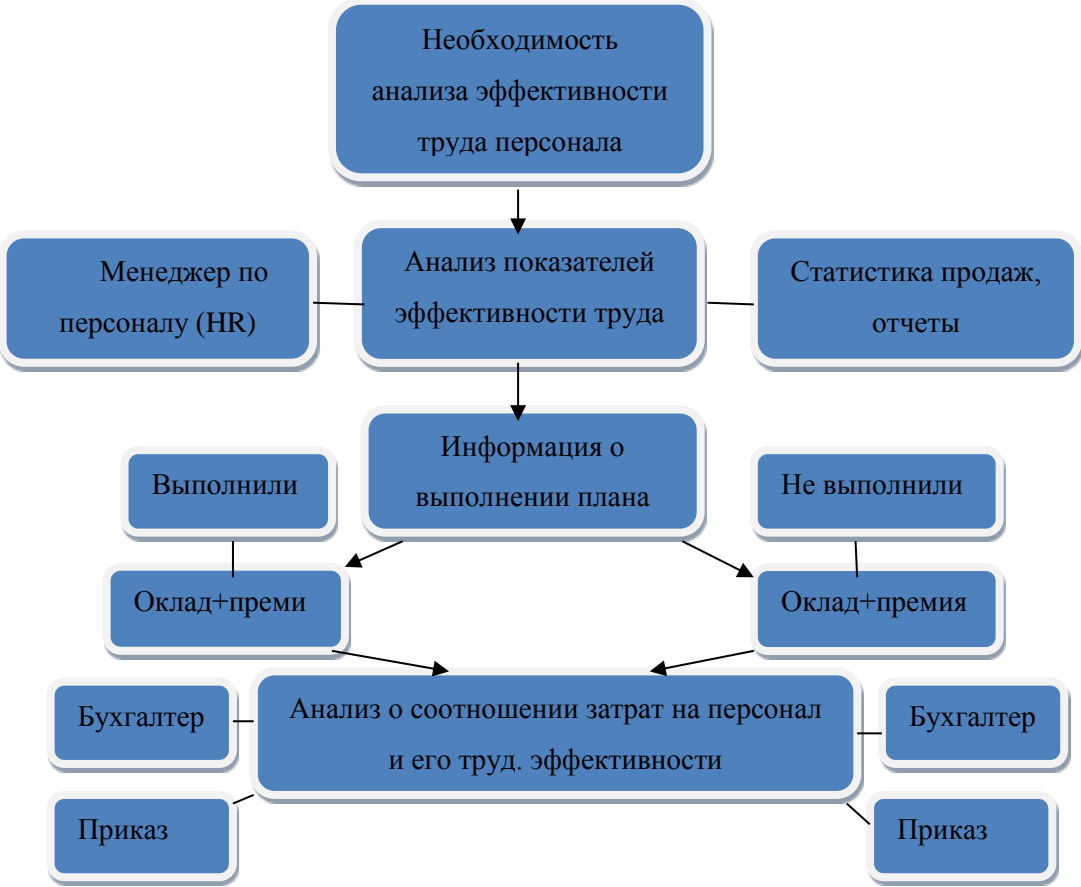 Необходимость
анализа эффективности
труда персонала
Менеджер по
персоналу (HR)
Анализ показателей
эффективности труда
Статистика продаж,
отчеты
Информация о
выполнении плана
Выполнили
Не выполнили
Оклад+преми
Оклад+премия
Анализ о соотношении затрат на персонал
и его труд. эффективности
Бухгалтер
Бухгалтер
Приказ
Приказ